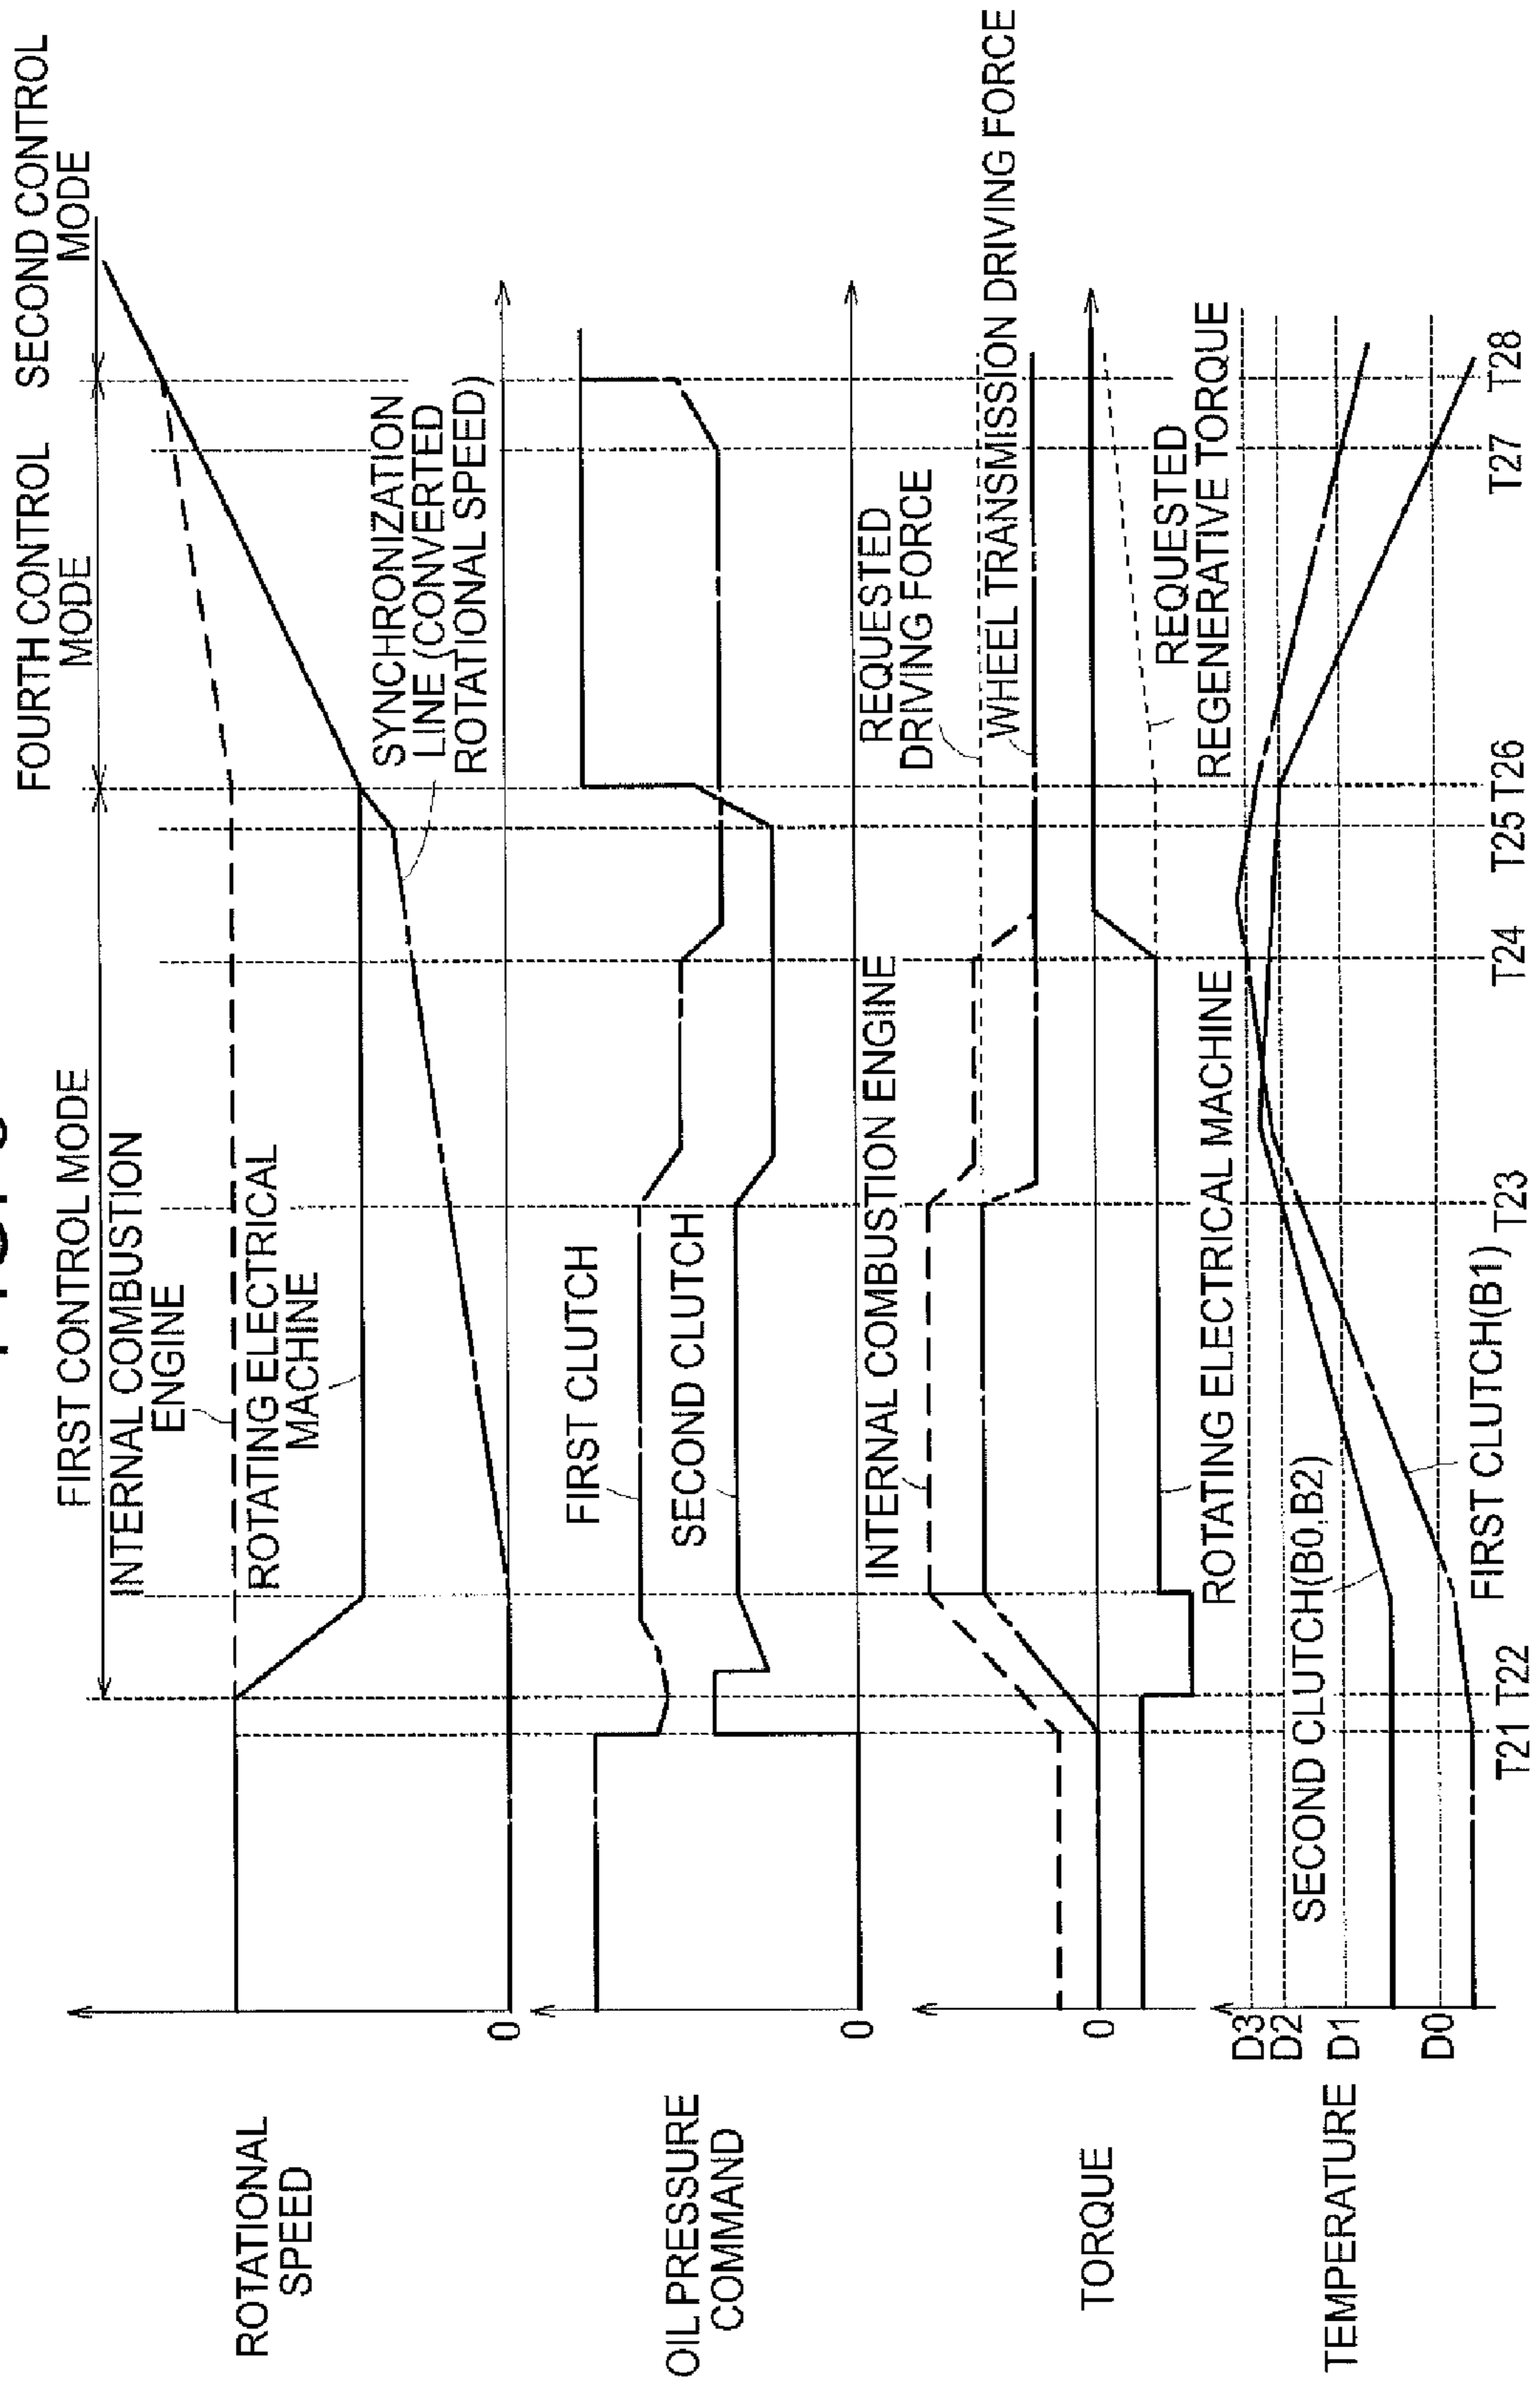 FIRST CONTROL MODE
FOURTH CONTROL
MODE
SECOND CONTROL
MODE
ROTATIONAL
SPEED
INTERNAL COMBUSTION
ENGINE
ROTATING ELECTRICAL
MACHINE
SYNCHRONIZATION
LINE (CONVERTED
ROTATIONAL SPEED)
0
OIL PRESSURE
COMMAND
FIRST CLUTCH
SECOND CLUTCH
0
TORQUE
INTERNAL COMBUSTION ENGINE
REQUESTED
DRIVING FORCE
WHEEL TRANSMISSION DRIVING FORCE
0
REQUESTED
REGENERATIVE TORQUE
ROTATING ELECTRICAL MACHINE
TEMPERATURE
D3
D2
D1
D0
SECOND CLUTCH(B0,B2)
FIRST CLUTCH(B1)
T21 T22 T23 T24 T25 T26 T27 T28